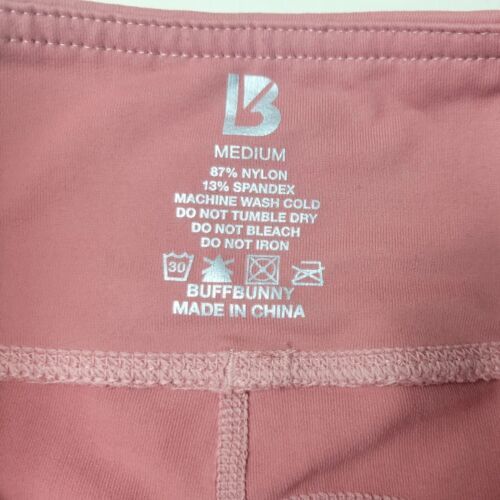 B
MEDIUM
87% NYLON
13% SPANDEX
MACHINE WASH COLD
DO NOT TUMBLE DRY
DO NOT BLEACH
DO NOT IRON
30
BUFFBUNNY
MADE IN CHINA